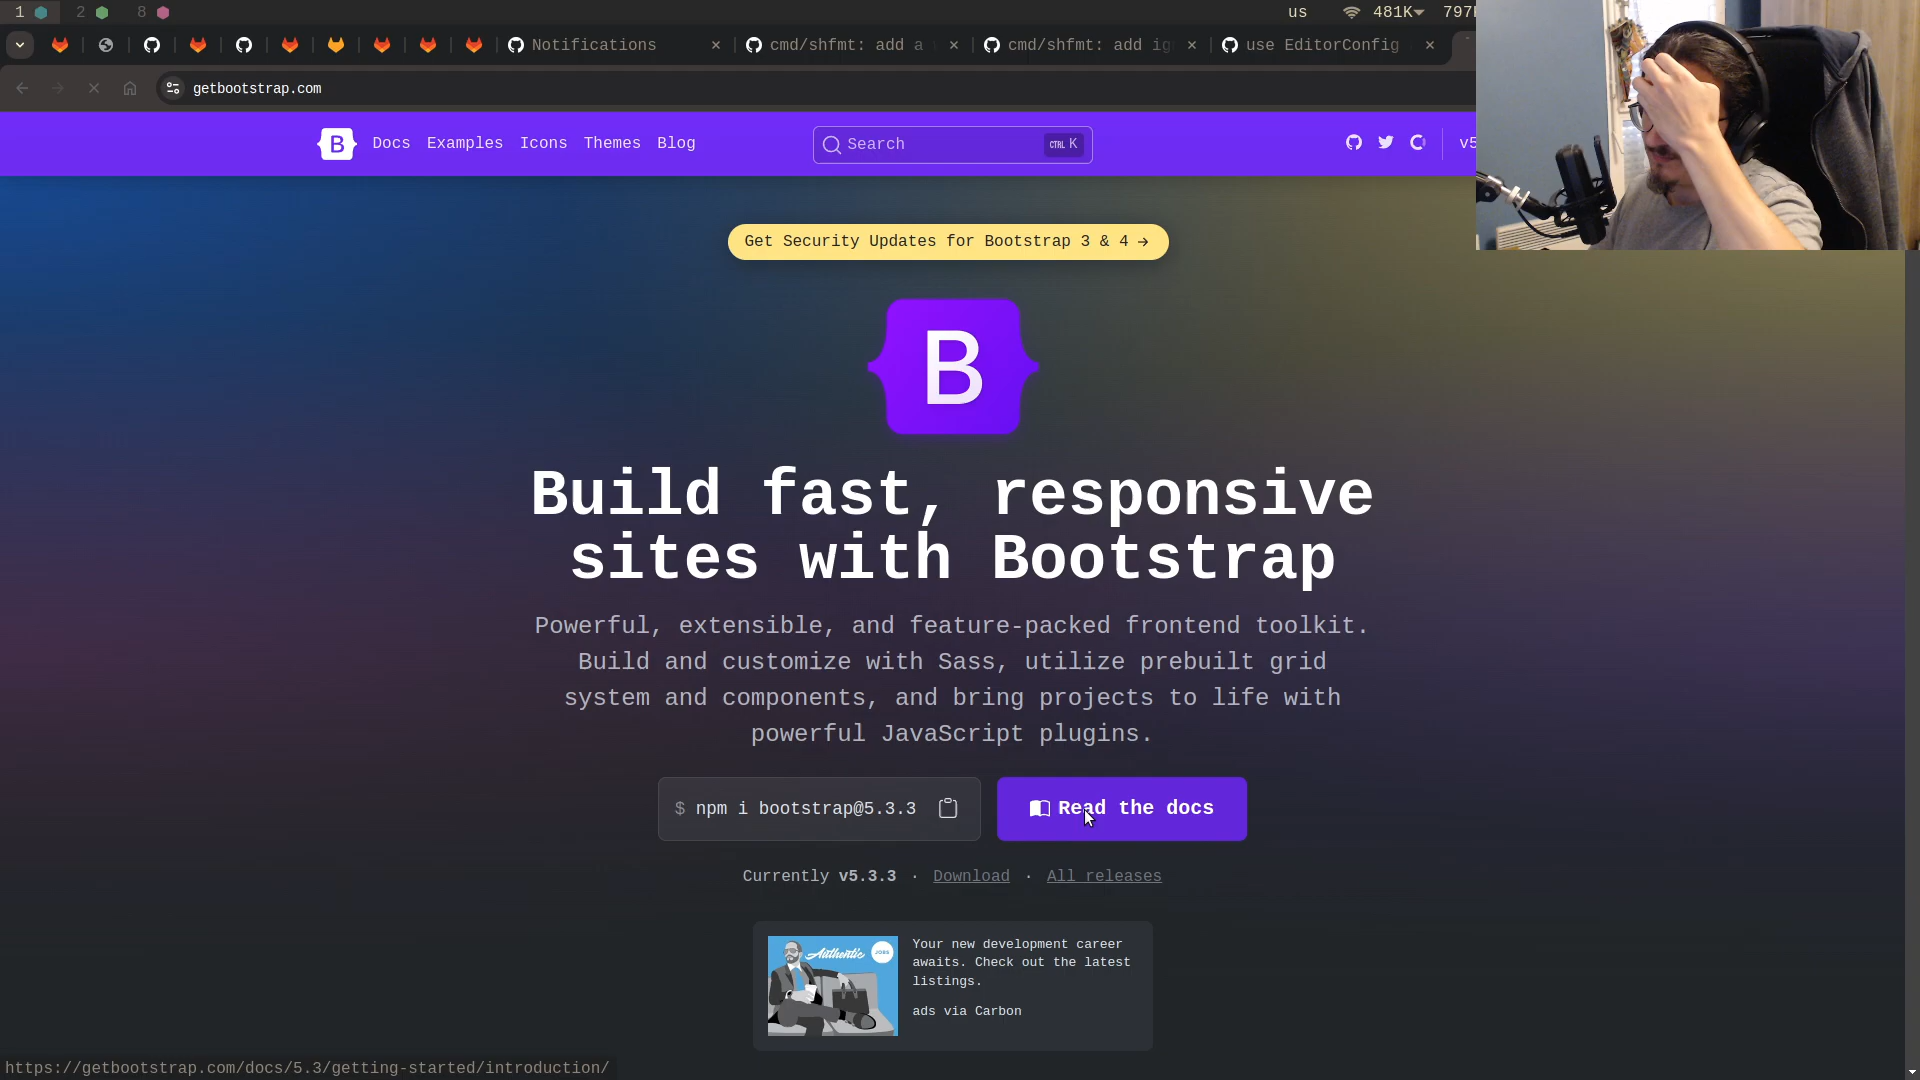 1 2 8 us 481K 797
Notifications cmd/shfmt: add a cmd/shfmt: add ig use EditorConfig
getbootstrap.com
B Docs Examples Icons Themes Blog Search CTRL K v5
Get Security Updates for Bootstrap 3 & 4 →
B
Build fast, responsive
sites with Bootstrap
Powerful, extensible, and feature-packed frontend toolkit.
Build and customize with Sass, utilize prebuilt grid
system and components, and bring projects to life with
powerful JavaScript plugins.
$ npm i bootstrap@5.3.3 Read the docs
Currently v5.3.3 · Download · All releases
Authentic JOBS
Your new development career
awaits. Check out the latest
listings.
ads via Carbon
https://getbootstrap.com/docs/5.3/getting-started/introduction/